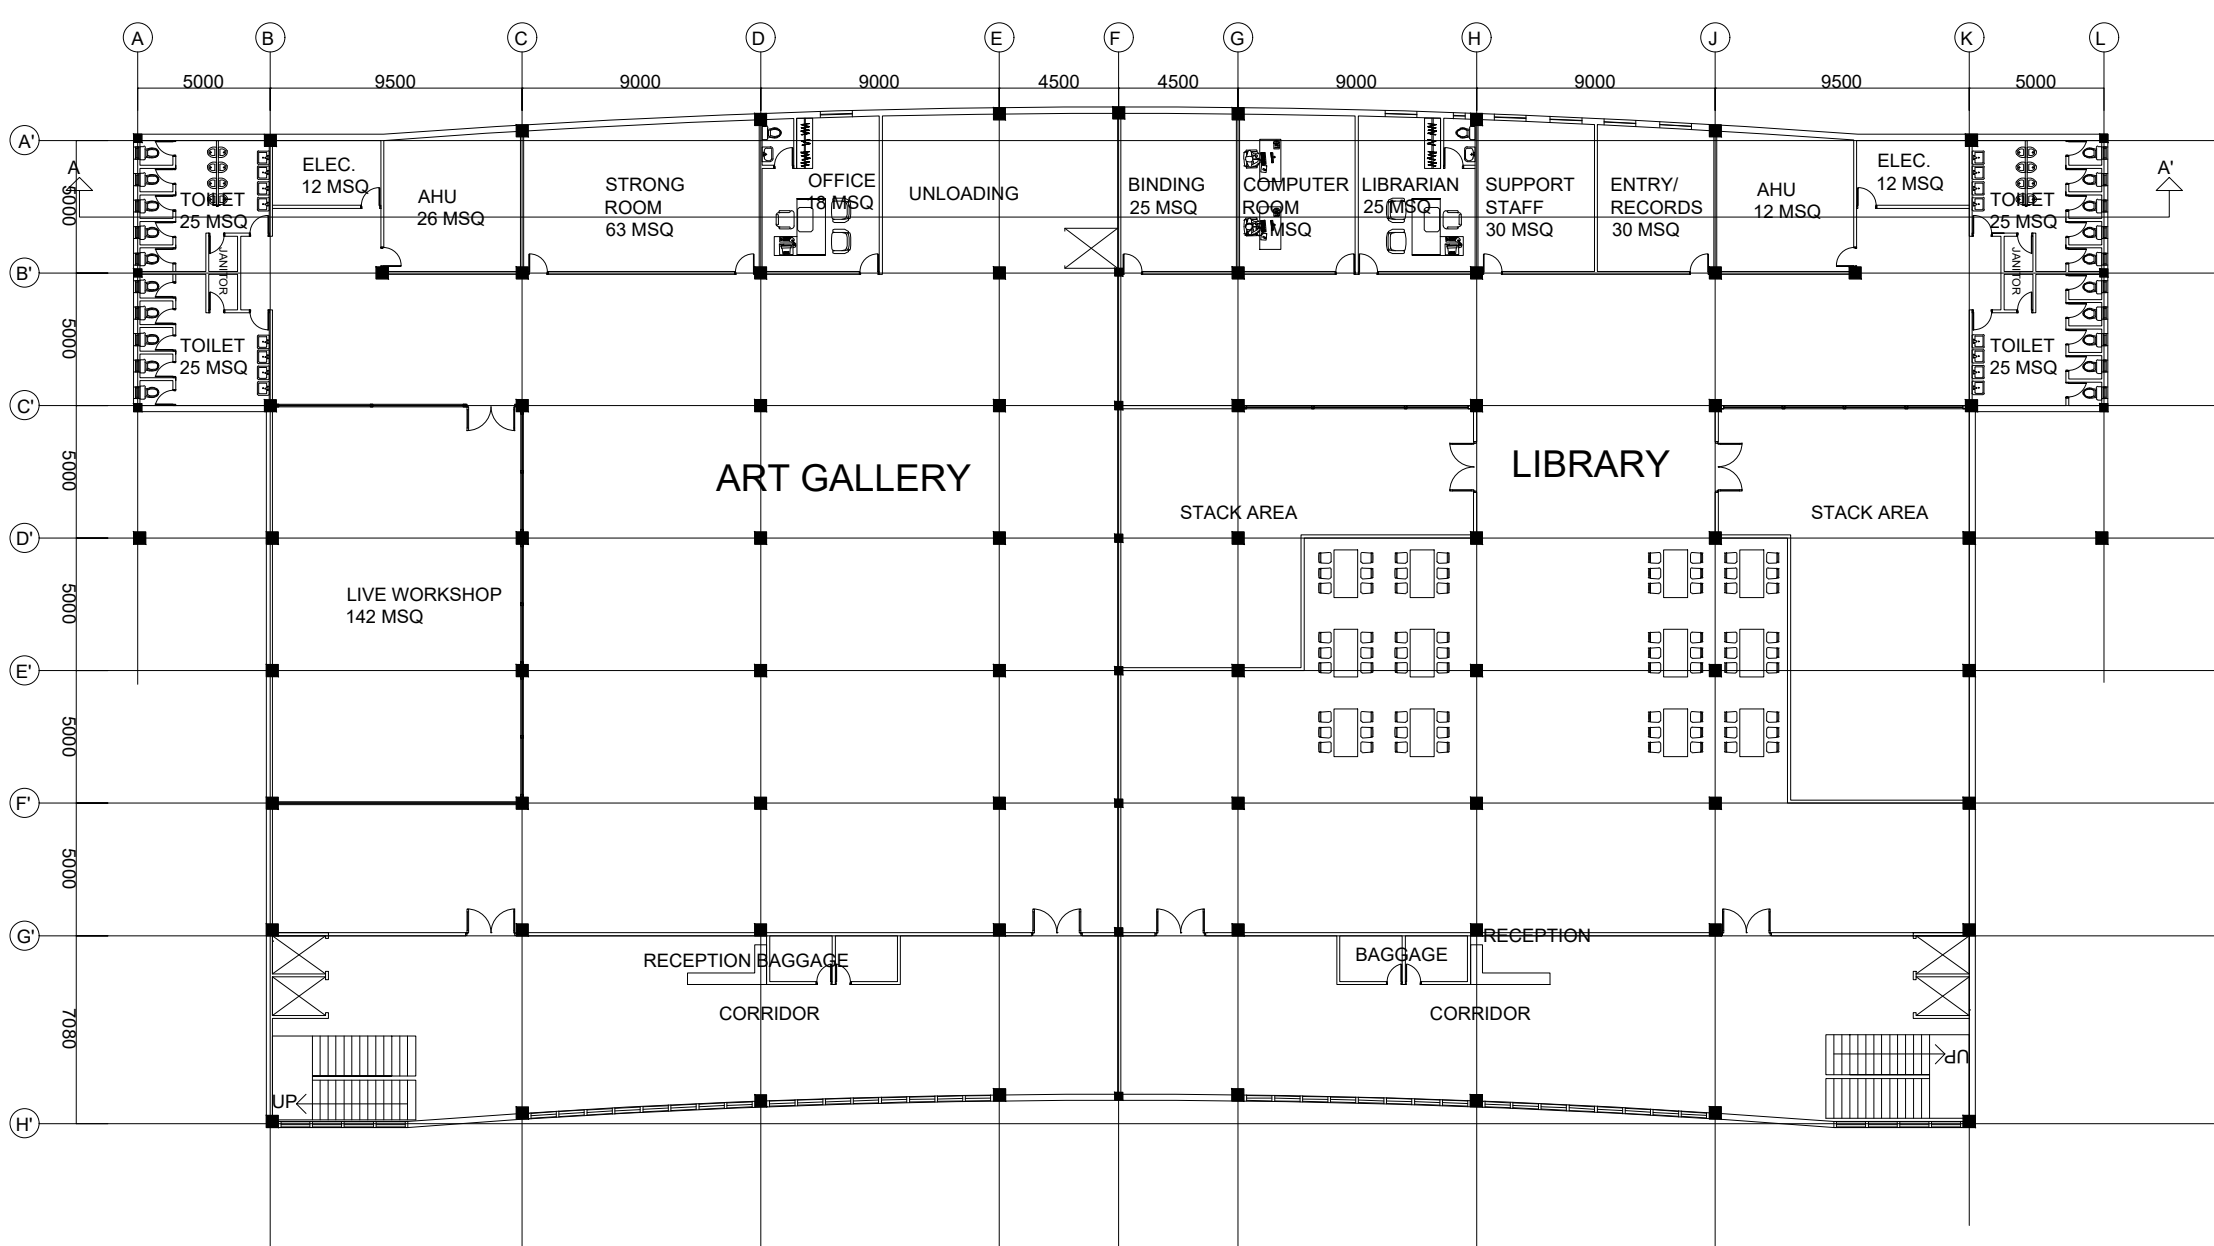 A B C D E F G H J K L
5000 9500 9000 9000 4500 4500 9000 9000 9500 5000
A'
A
A'
5000
B'
5000
C'
5000
D'
5000
E'
5000
F'
5000
G'
7080
H'
TOILET
25 MSQ
JANITOR
TOILET
25 MSQ
ELEC.
12 MSQ
AHU
26 MSQ
STRONG
ROOM
63 MSQ
OFFICE
18 MSQ
UNLOADING
BINDING
25 MSQ
COMPUTER
ROOM
MSQ
LIBRARIAN
25 MSQ
SUPPORT
STAFF
30 MSQ
ENTRY/
RECORDS
30 MSQ
AHU
12 MSQ
ELEC.
12 MSQ
TOILET
25 MSQ
JANITOR
TOILET
25 MSQ
ART GALLERY
LIBRARY
STACK AREA
STACK AREA
LIVE WORKSHOP
142 MSQ
RECEPTION
RECEPTION BAGGAGE
BAGGAGE
CORRIDOR
CORRIDOR
UP
UP